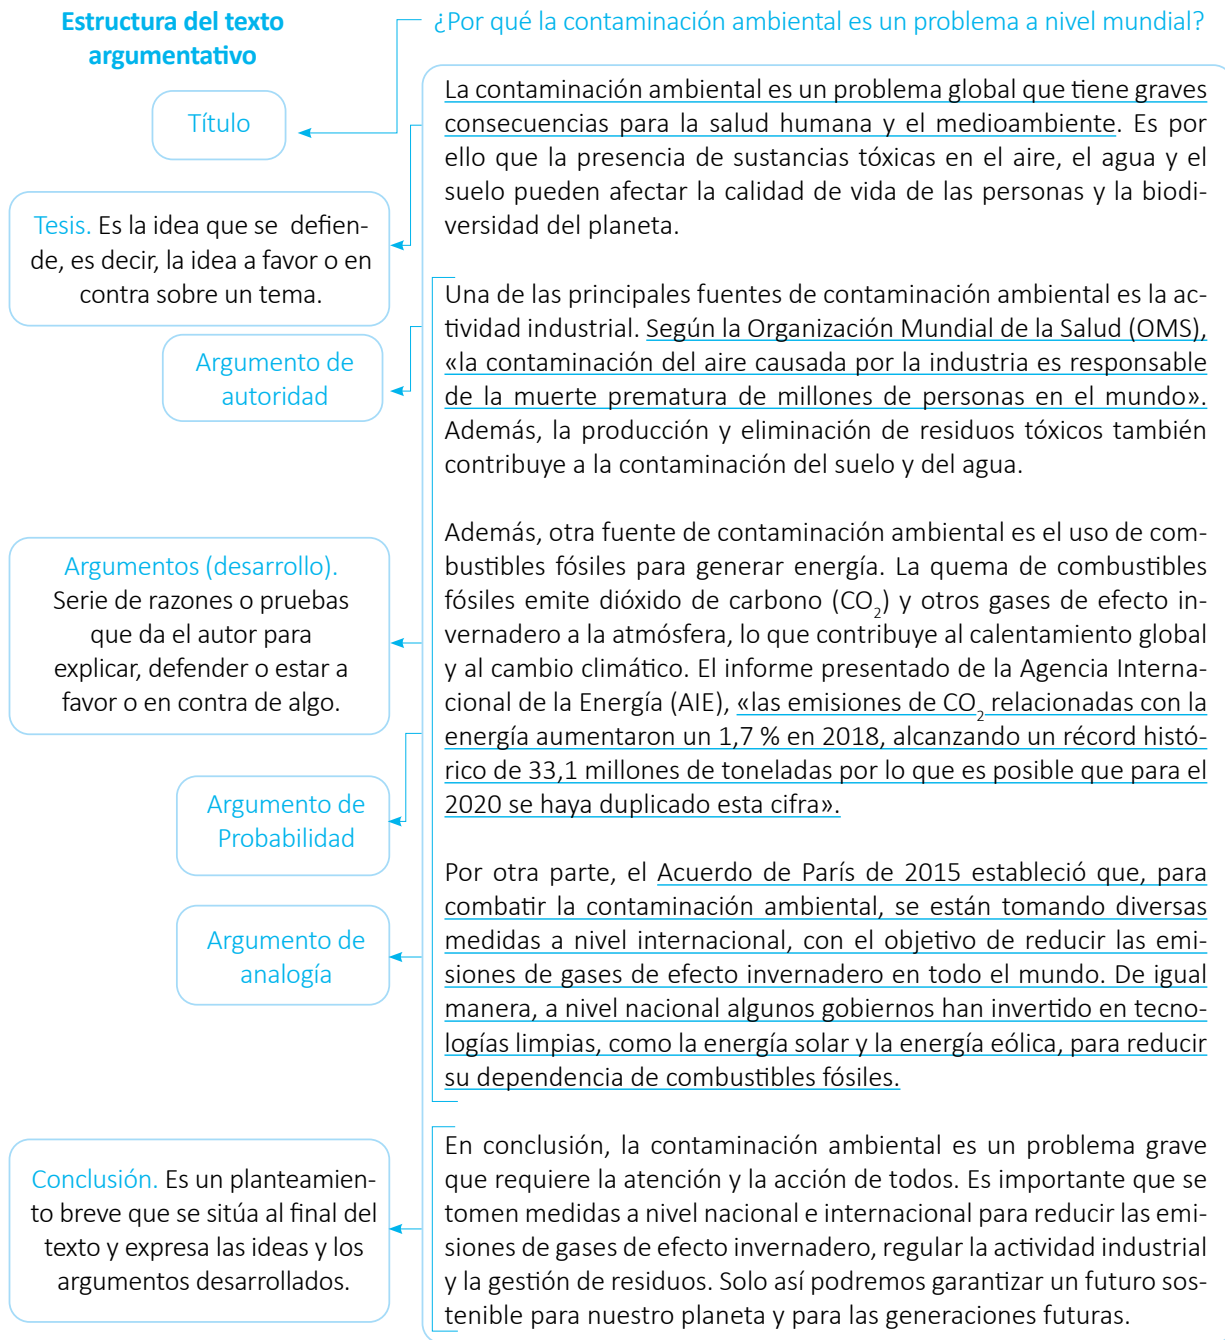 Estructura del texto
argumentativo
¿Por qué la contaminación ambiental es un problema a nivel mundial?
Título
La contaminación ambiental es un problema global que tiene graves
consecuencias para la salud humana y el medioambiente. Es por
ello que la presencia de sustancias tóxicas en el aire, el agua y el
suelo pueden afectar la calidad de vida de las personas y la biodi-
versidad del planeta.
Tesis. Es la idea que se defien-
de, es decir, la idea a favor o en
contra sobre un tema.
Una de las principales fuentes de contaminación ambiental es la ac-
tividad industrial. Según la Organización Mundial de la Salud (OMS),
«la contaminación del aire causada por la industria es responsable
de la muerte prematura de millones de personas en el mundo».
Además, la producción y eliminación de residuos tóxicos también
contribuye a la contaminación del suelo y del agua.
Argumento de
autoridad
Además, otra fuente de contaminación ambiental es el uso de com-
bustibles fósiles para generar energía. La quema de combustibles
fósiles emite dióxido de carbono (CO₂) y otros gases de efecto in-
vernadero a la atmósfera, lo que contribuye al calentamiento global
y al cambio climático. El informe presentado de la Agencia Interna-
cional de la Energía (AIE), «las emisiones de CO₂ relacionadas con la
energía aumentaron un 1,7 % en 2018, alcanzando un récord histó-
rico de 33,1 millones de toneladas por lo que es posible que para el
2020 se haya duplicado esta cifra».
Argumentos (desarrollo).
Serie de razones o pruebas
que da el autor para
explicar, defender o estar a
favor o en contra de algo.
Argumento de
Probabilidad
Por otra parte, el Acuerdo de París de 2015 estableció que, para
combatir la contaminación ambiental, se están tomando diversas
medidas a nivel internacional, con el objetivo de reducir las emi-
siones de gases de efecto invernadero en todo el mundo. De igual
manera, a nivel nacional algunos gobiernos han invertido en tecno-
logías limpias, como la energía solar y la energía eólica, para reducir
su dependencia de combustibles fósiles.
Argumento de
analogía
En conclusión, la contaminación ambiental es un problema grave
que requiere la atención y la acción de todos. Es importante que se
tomen medidas a nivel nacional e internacional para reducir las emi-
siones de gases de efecto invernadero, regular la actividad industrial
y la gestión de residuos. Solo así podremos garantizar un futuro sos-
tenible para nuestro planeta y para las generaciones futuras.
Conclusión. Es un planteamien-
to breve que se sitúa al final del
texto y expresa las ideas y los
argumentos desarrollados.